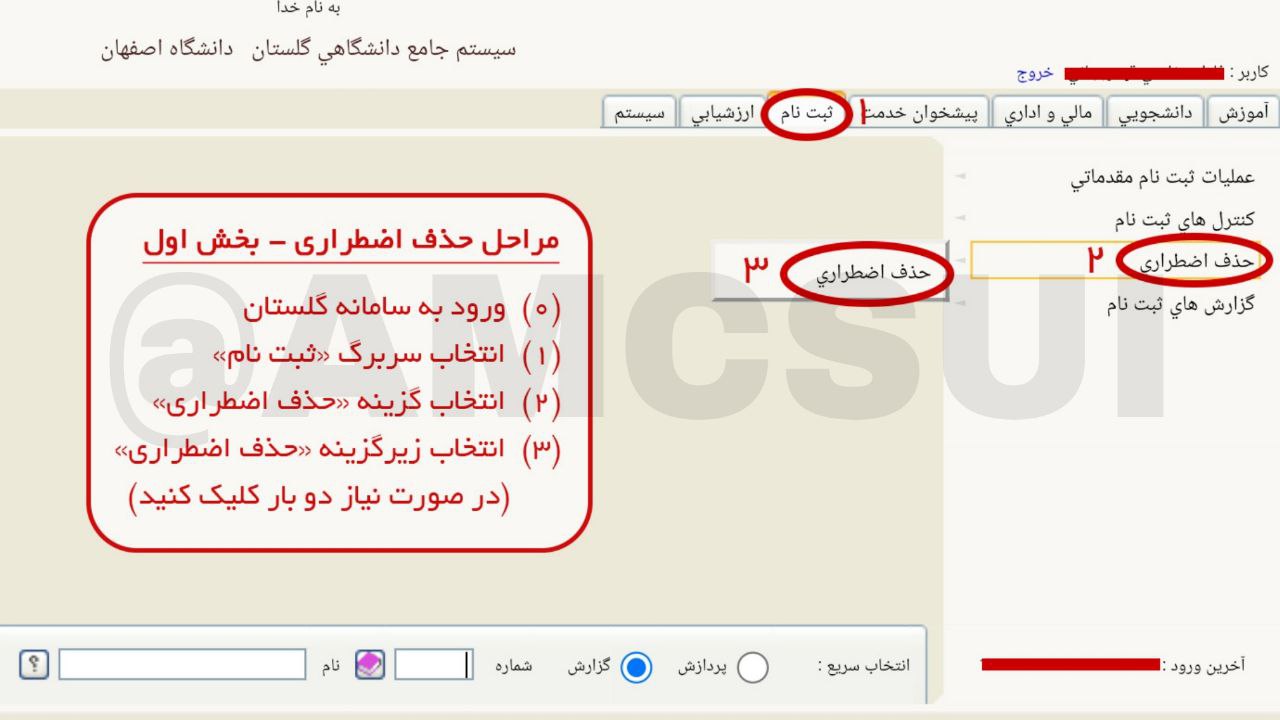 به نام خدا
سیستم جامع دانشگاهي گلستان   دانشگاه اصفهان
کاربر :   خروج
آموزش دانشجويي مالي و اداري پيشخوان خدمت ۱ ثبت نام ارزشيابي سيستم
عمليات ثبت نام مقدماتي
کنترل هاي ثبت نام
حذف اضطراري ۲
حذف اضطراري ۳
گزارش هاي ثبت نام
مراحل حذف اضطراری – بخش اول
(۰) ورود به سامانه گلستان
(۱) انتخاب سربرگ «ثبت نام»
(۲) انتخاب گزینه «حذف اضطراری»
(۳) انتخاب زیرگزینه «حذف اضطراری»
(در صورت نیاز دو بار کلیک کنید)
@AMCSUI
آخرين ورود :
انتخاب سريع : پردازش گزارش شماره نام ؟